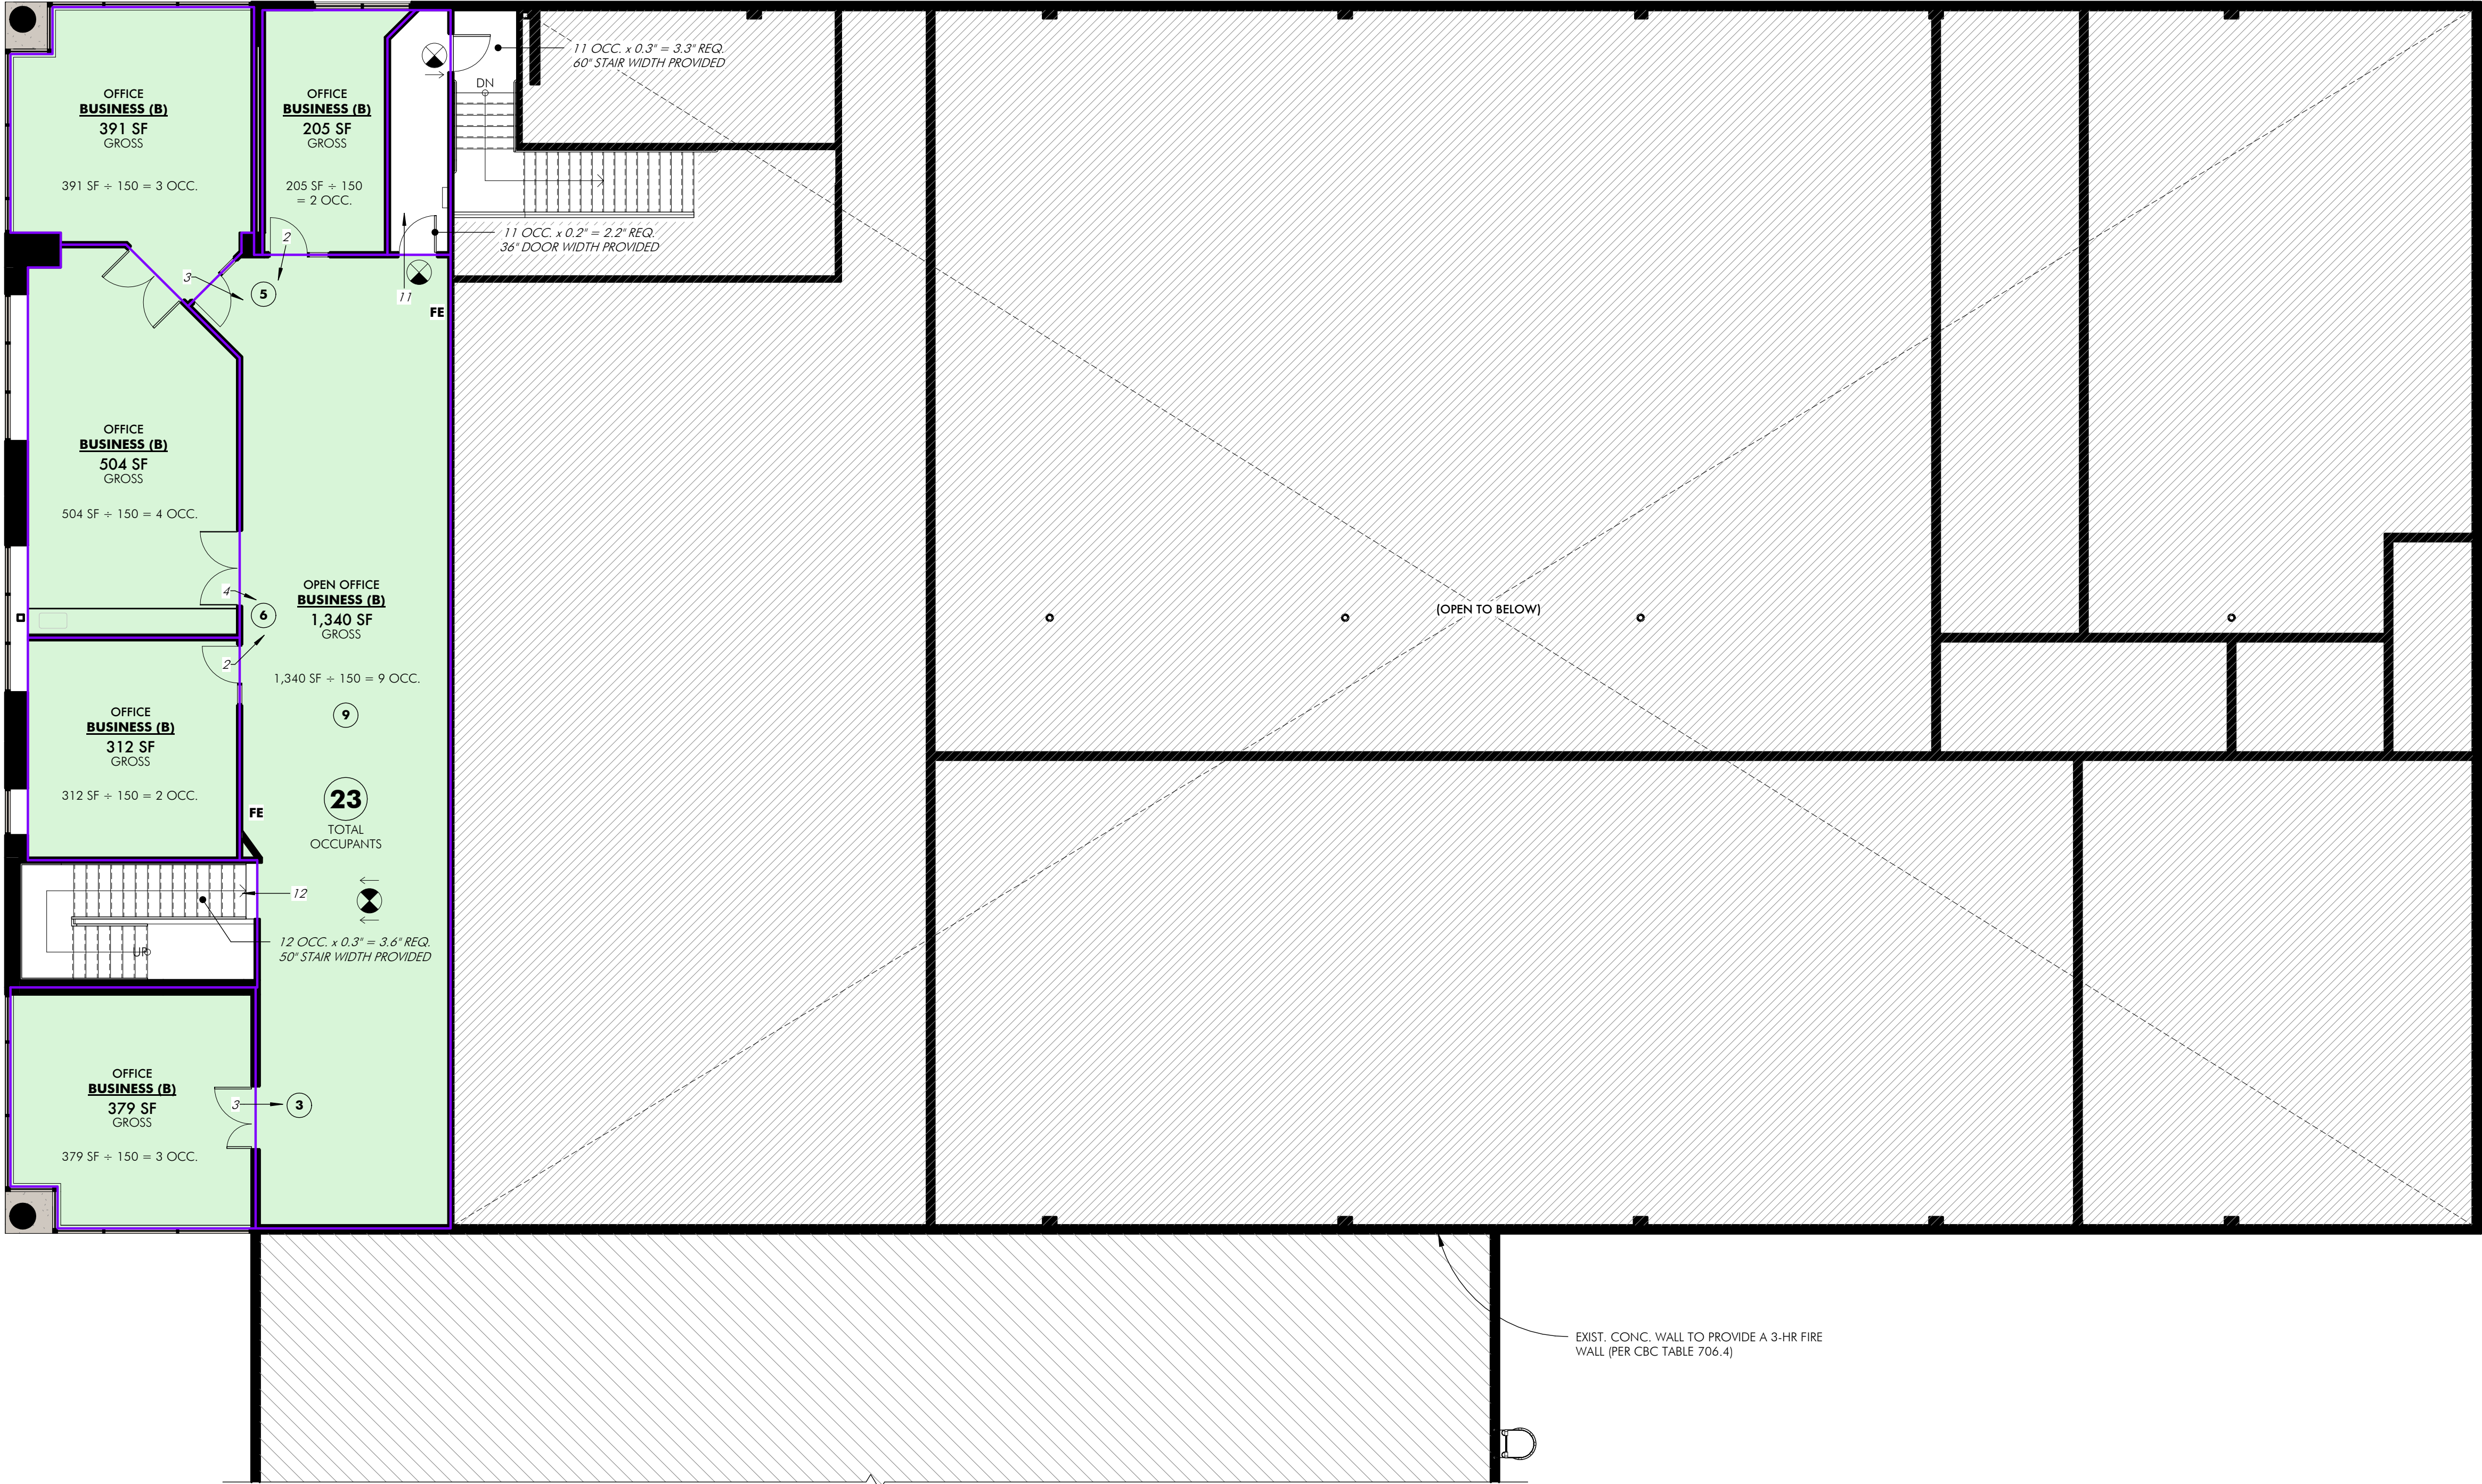 11 OCC. x 0.3" = 3.3" REQ.
60" STAIR WIDTH PROVIDED
DN
OFFICE
BUSINESS (B)
391 SF
GROSS
391 SF ÷ 150 = 3 OCC.
OFFICE
BUSINESS (B)
205 SF
GROSS
205 SF ÷ 150
= 2 OCC.
11 OCC. x 0.2" = 2.2" REQ.
36" DOOR WIDTH PROVIDED
2
3
5
11
FE
OFFICE
BUSINESS (B)
504 SF
GROSS
504 SF ÷ 150 = 4 OCC.
4
6
2
OPEN OFFICE
BUSINESS (B)
1,340 SF
GROSS
1,340 SF ÷ 150 = 9 OCC.
9
(OPEN TO BELOW)
OFFICE
BUSINESS (B)
312 SF
GROSS
312 SF ÷ 150 = 2 OCC.
FE
23
TOTAL
OCCUPANTS
12
12 OCC. x 0.3" = 3.6" REQ.
50" STAIR WIDTH PROVIDED
UP
OFFICE
BUSINESS (B)
379 SF
GROSS
379 SF ÷ 150 = 3 OCC.
3
3
EXIST. CONC. WALL TO PROVIDE A 3-HR FIRE
WALL (PER CBC TABLE 706.4)